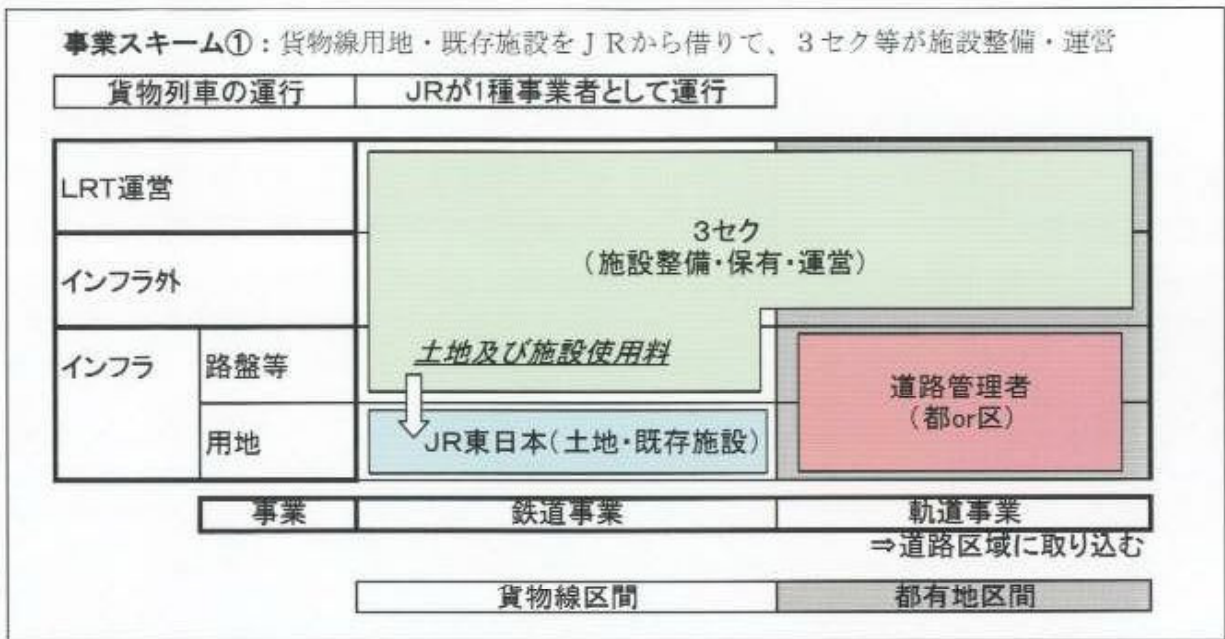 事業スキーム①：貨物線用地・既存施設をＪＲから借りて、３セク等が施設整備・運営
貨物列車の運行 JRが1種事業者として運行
LRT運営
3セク
（施設整備・保有・運営）
インフラ外
インフラ
路盤等
土地及び施設使用料
道路管理者
（都or区）
用地
JR東日本（土地・既存施設）
事業 鉄道事業 軌道事業
⇒道路区域に取り込む
貨物線区間 都有地区間